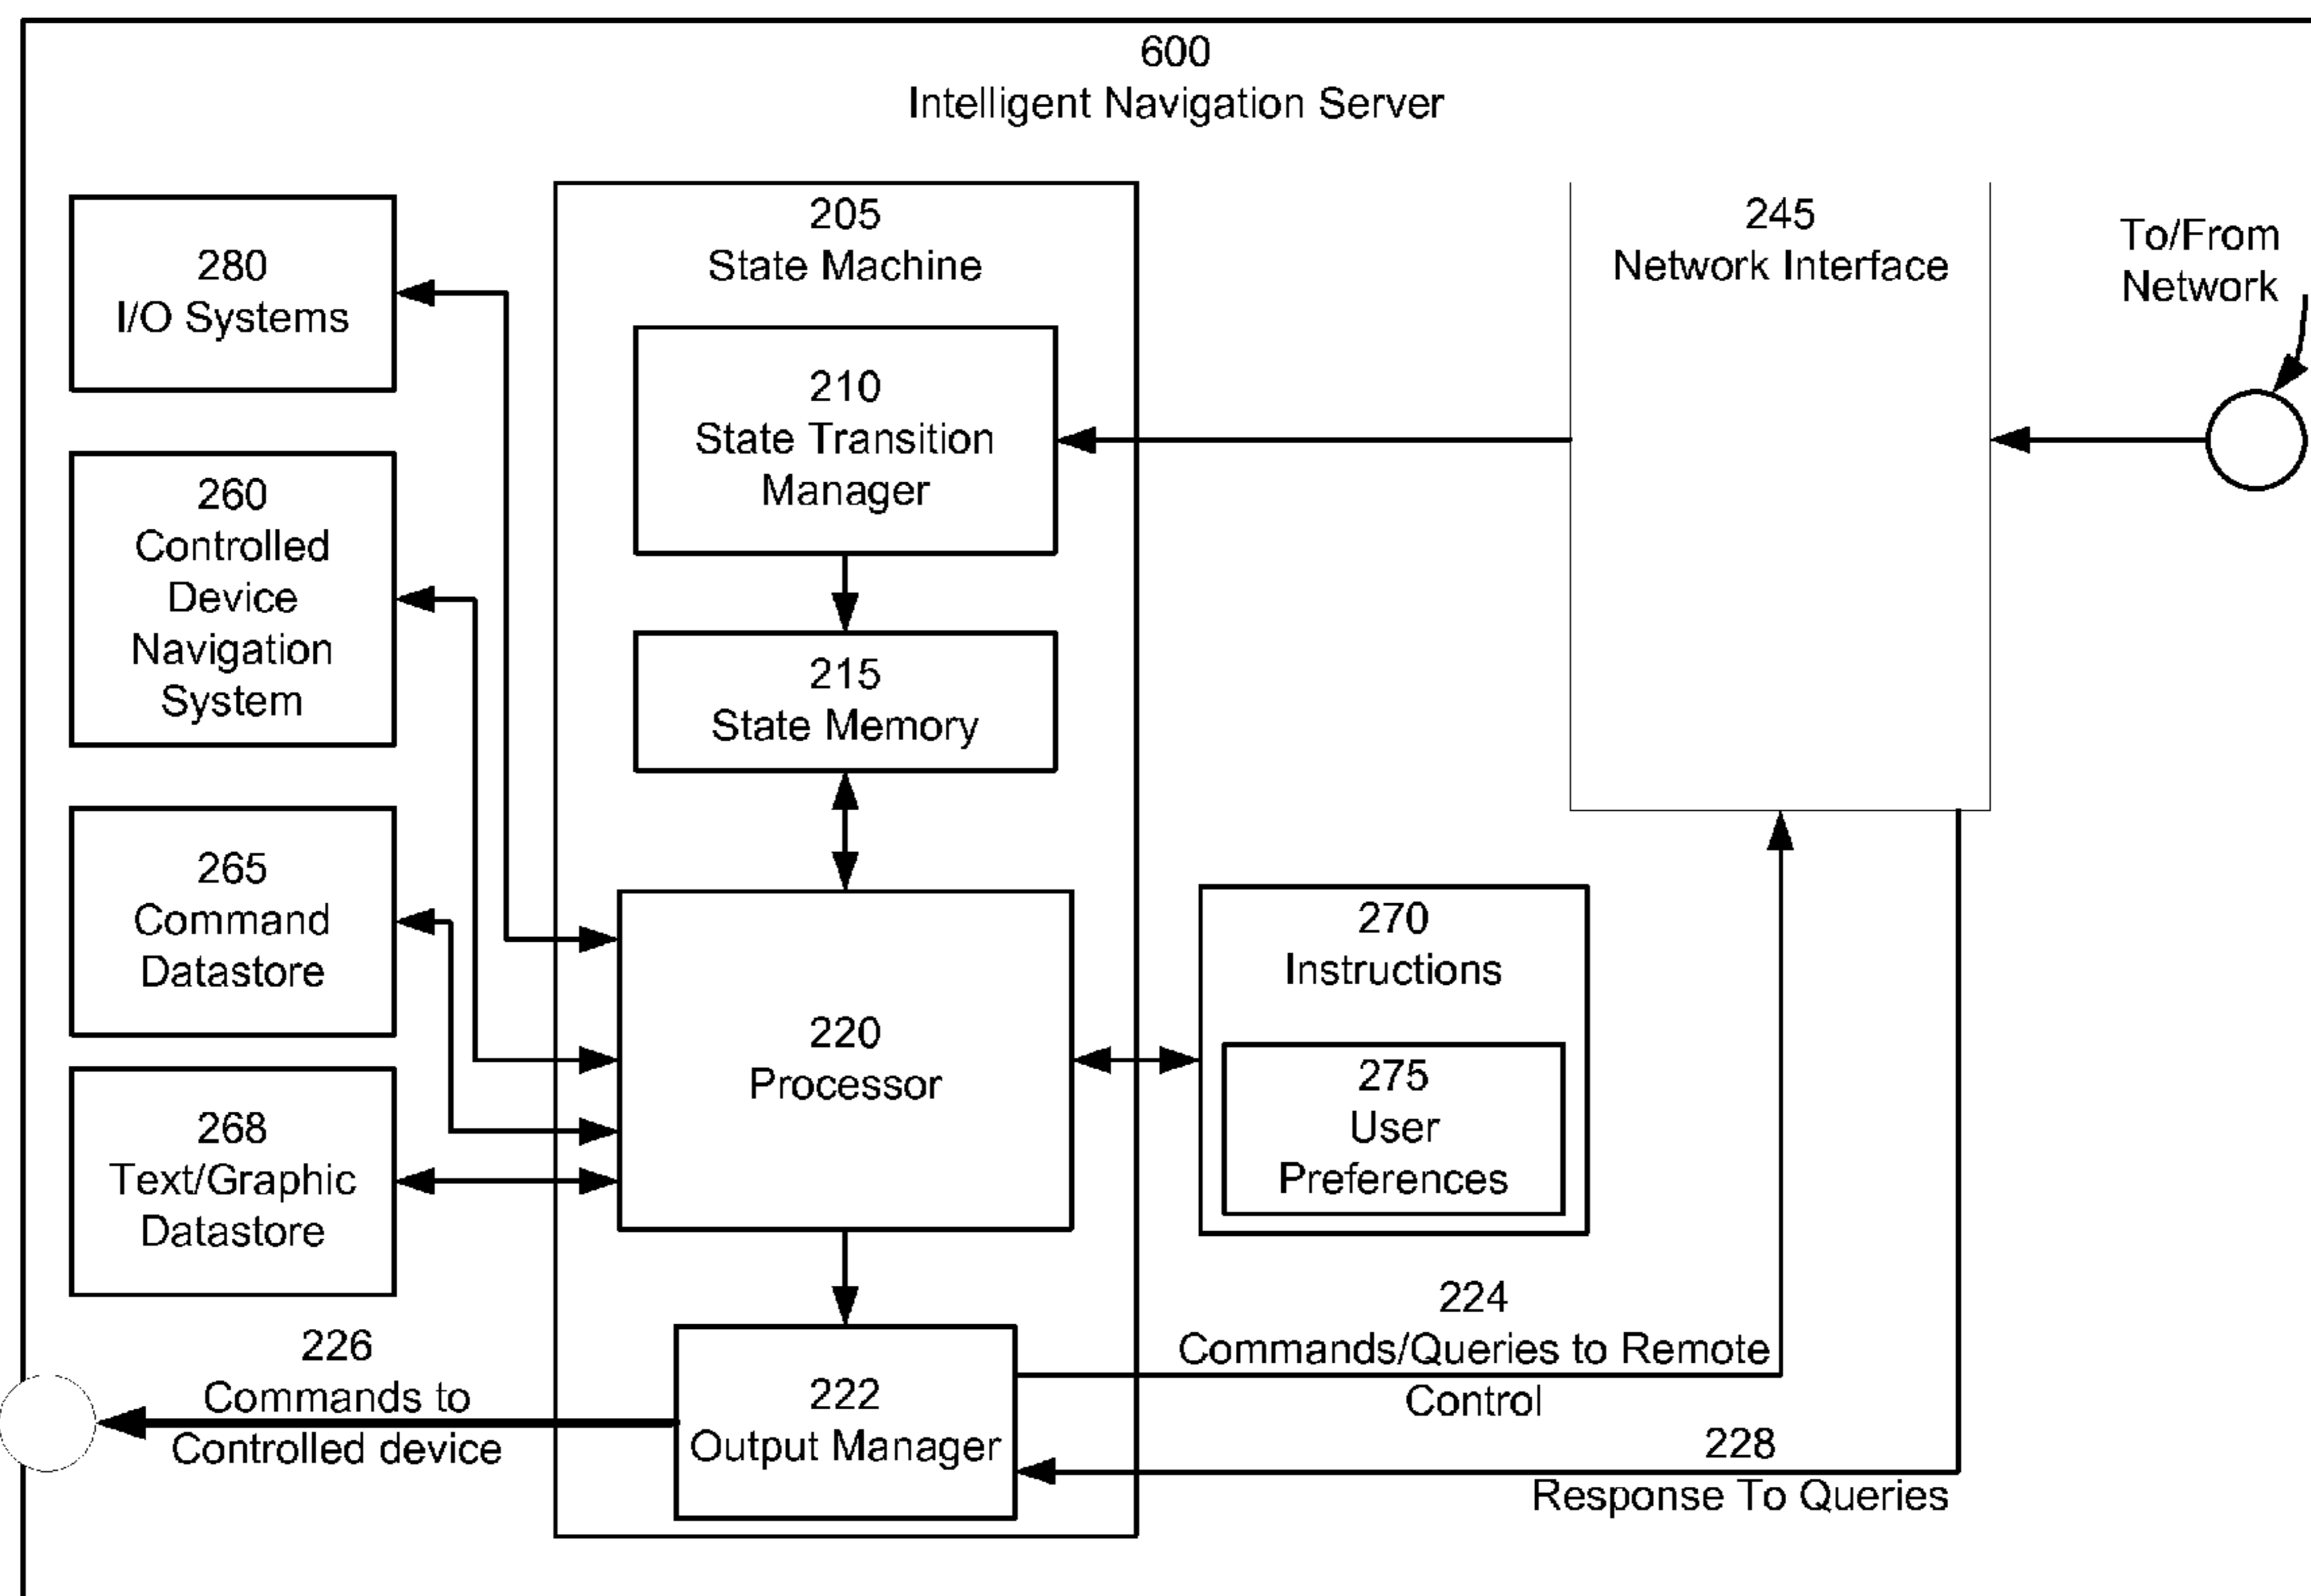 600
Intelligent Navigation Server
280
I/O Systems
260
Controlled
Device
Navigation
System
265
Command
Datastore
268
Text/Graphic
Datastore
226
Commands to
Controlled device
205
State Machine
210
State Transition
Manager
215
State Memory
220
Processor
222
Output Manager
245
Network Interface
To/From
Network
270
Instructions
275
User
Preferences
224
Commands/Queries to Remote
Control
228
Response To Queries